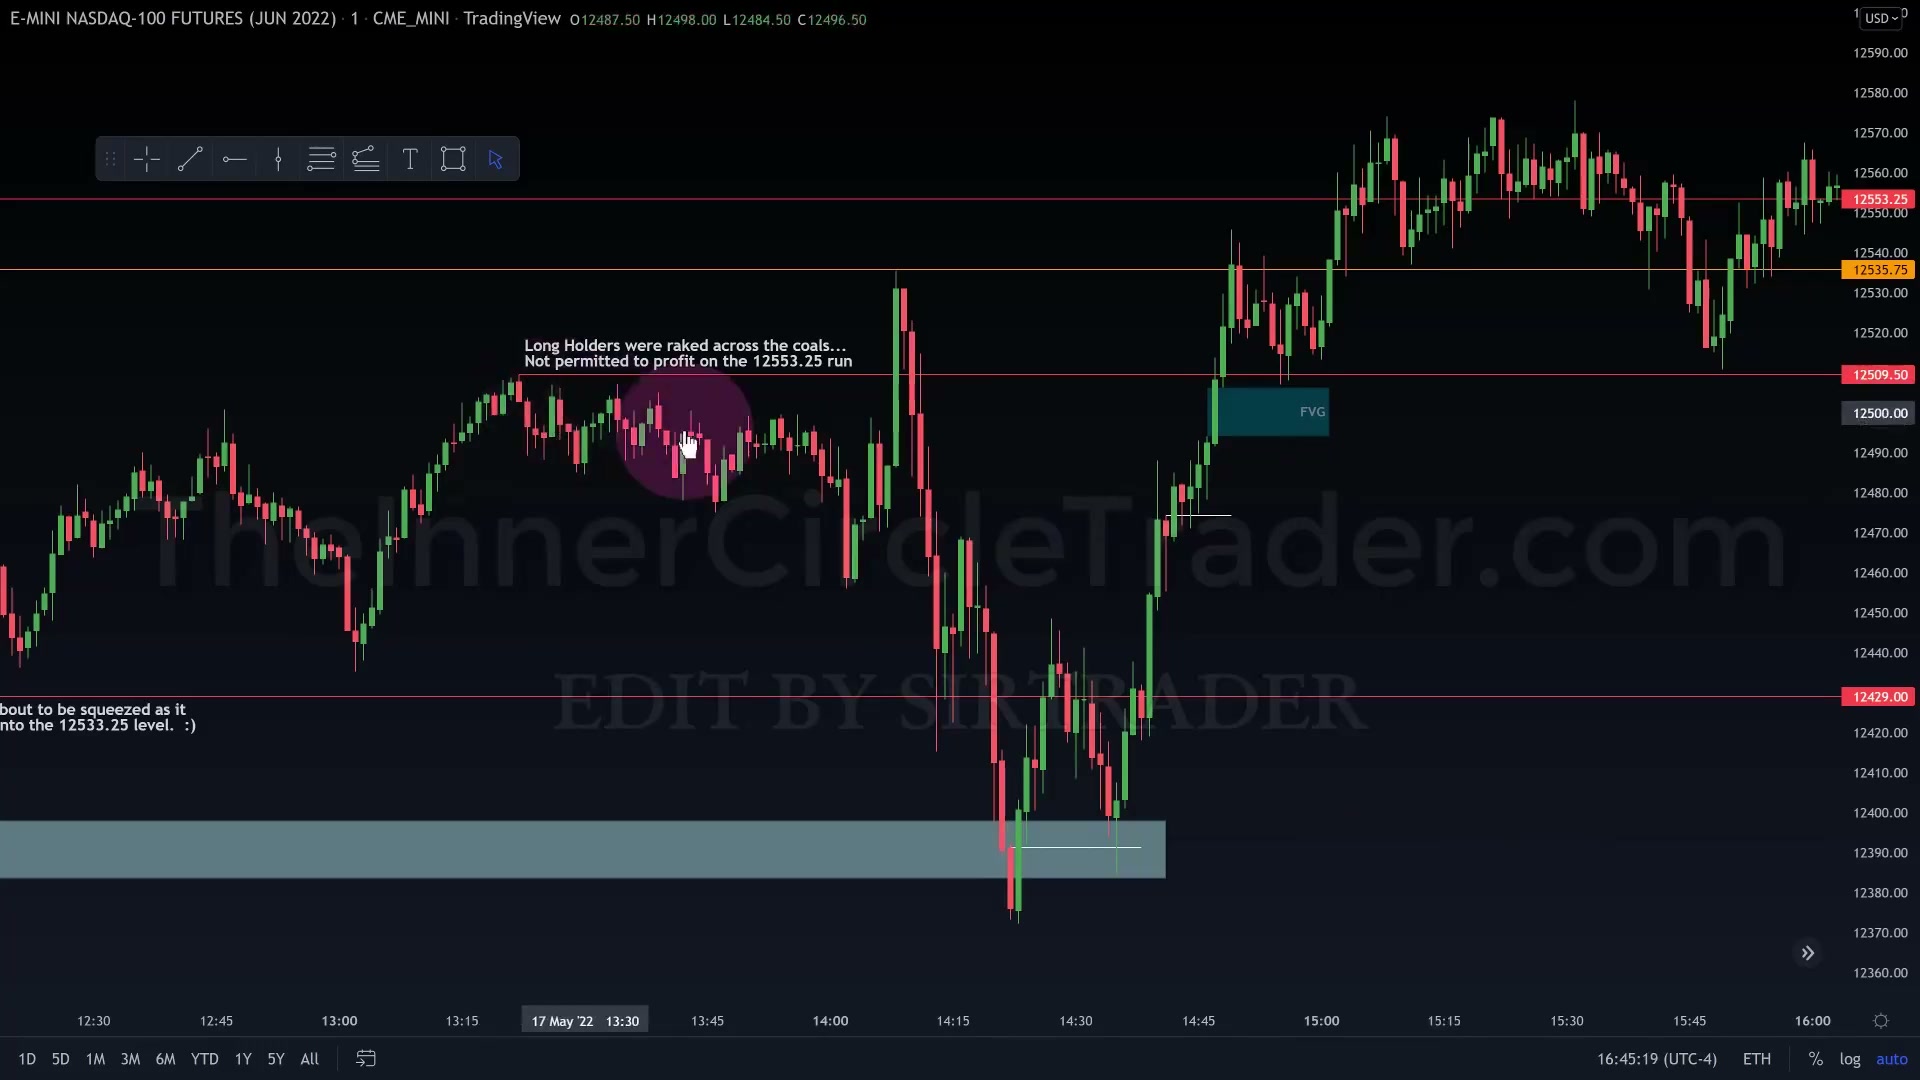 E-MINI NASDAQ-100 FUTURES (JUN 2022) · 1 · CME_MINI · TradingView O12487.50 H12498.00 L12484.50 C12496.50
USD
12590.00
12580.00
12570.00
12560.00
12553.25
12550.00
12540.00
12535.75
12530.00
12520.00
Long Holders were raked across the coals...
Not permitted to profit on the 12553.25 run
12509.50
FVG
12500.00
12490.00
12480.00
12470.00
TheInnerCircleTrader.com
12460.00
12450.00
12440.00
EDIT BY SIRTRADER
12429.00
bout to be squeezed as it
nto the 12533.25 level. :)
12420.00
12410.00
12400.00
12390.00
12380.00
12370.00
12360.00
12:30 12:45 13:00 13:15 17 May '22 13:30 13:45 14:00 14:15 14:30 14:45 15:00 15:15 15:30 15:45 16:00
1D 5D 1M 3M 6M YTD 1Y 5Y All 16:45:19 (UTC-4) ETH % log auto